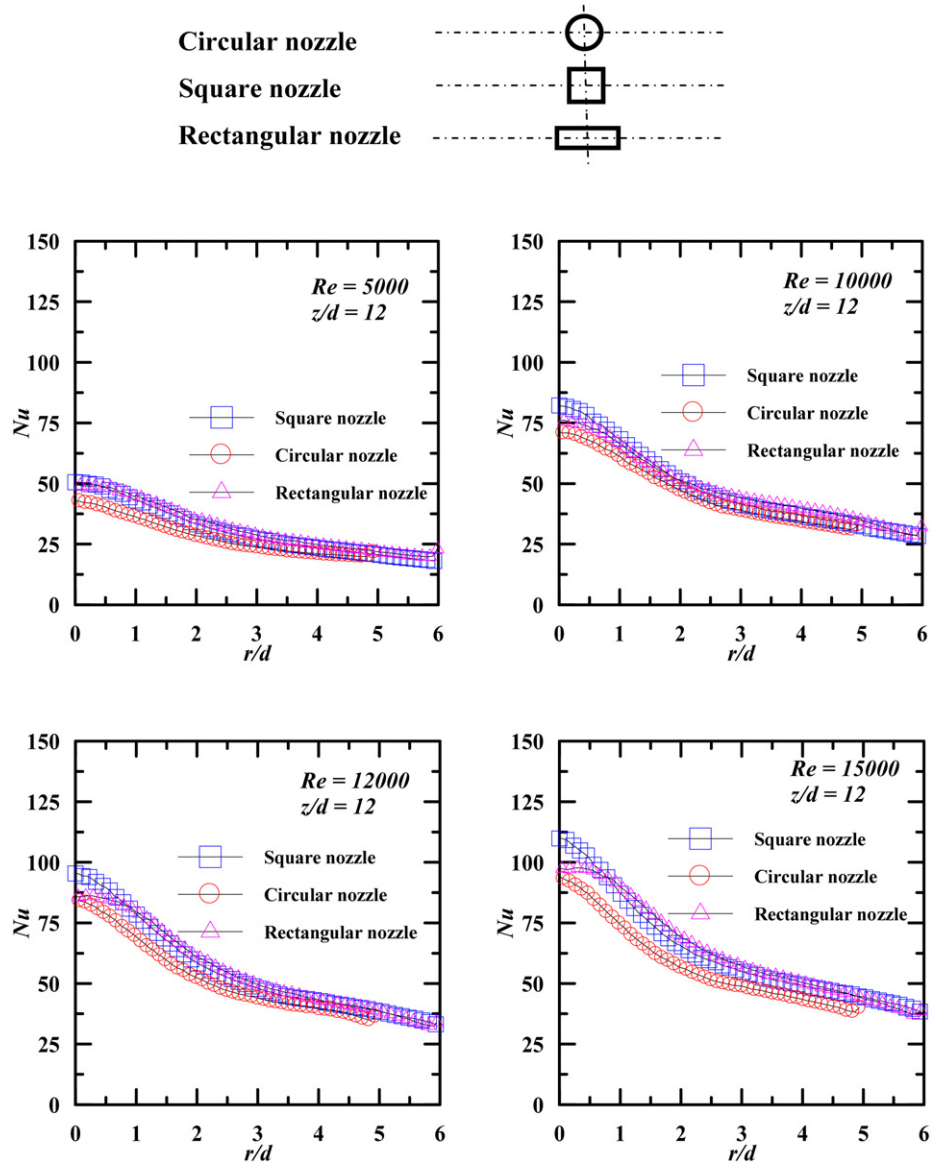 Circular nozzle
Square nozzle
Rectangular nozzle
150
125
100
75
50
25
0
Nu
0 1 2 3 4 5 6
r/d
Re = 5000
z/d = 12
Square nozzle
Circular nozzle
Rectangular nozzle
150
125
100
75
50
25
0
Nu
0 1 2 3 4 5 6
r/d
Re = 10000
z/d = 12
Square nozzle
Circular nozzle
Rectangular nozzle
150
125
100
75
50
25
0
Nu
0 1 2 3 4 5 6
r/d
Re = 12000
z/d = 12
Square nozzle
Circular nozzle
Rectangular nozzle
150
125
100
75
50
25
0
Nu
0 1 2 3 4 5 6
r/d
Re = 15000
z/d = 12
Square nozzle
Circular nozzle
Rectangular nozzle